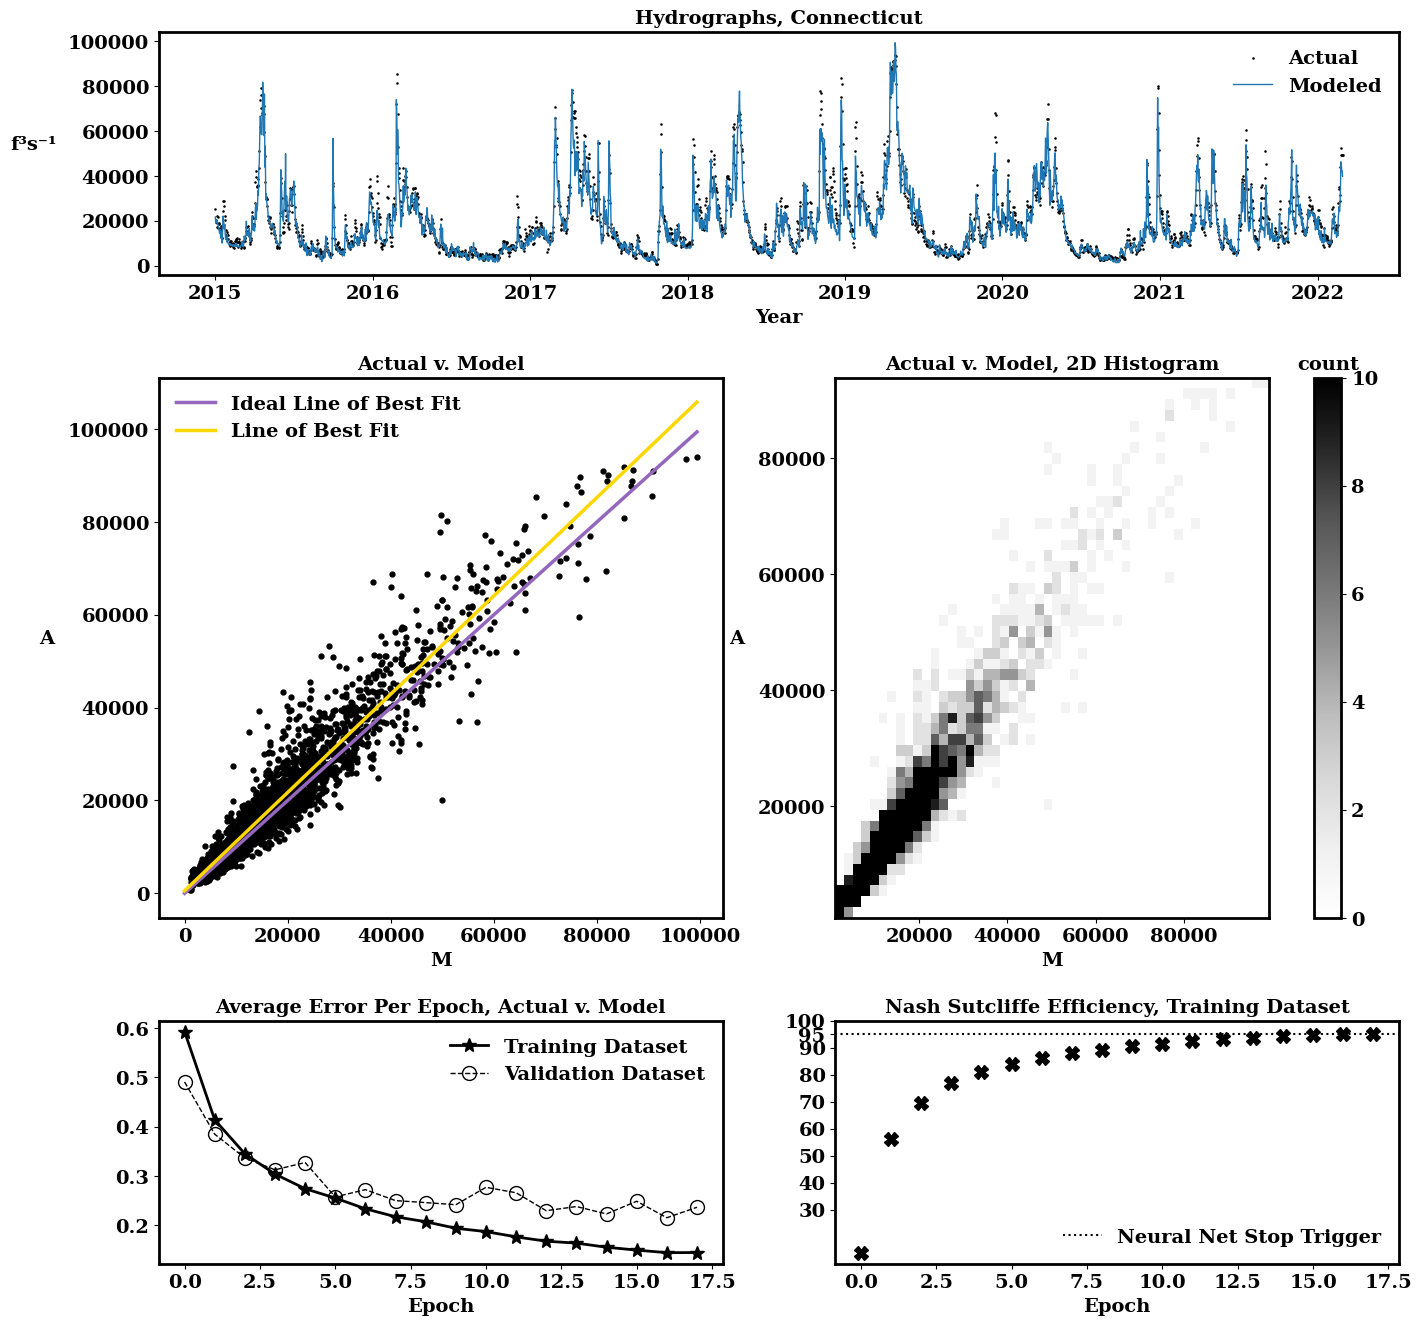 Hydrographs, Connecticut
100000
80000
60000
40000
20000
0
f³s⁻¹
Actual
Modeled
2015 2016 2017 2018 2019 2020 2021 2022
Year
Actual v. Model
Ideal Line of Best Fit
Line of Best Fit
100000
80000
60000
40000
20000
0
A
0 20000 40000 60000 80000 100000
M
Actual v. Model, 2D Histogram
80000
60000
40000
20000
A
20000 40000 60000 80000
M
count
10
8
6
4
2
0
Average Error Per Epoch, Actual v. Model
Training Dataset
Validation Dataset
0.6
0.5
0.4
0.3
0.2
0.0 2.5 5.0 7.5 10.0 12.5 15.0 17.5
Epoch
Nash Sutcliffe Efficiency, Training Dataset
100
95
90
80
70
60
50
40
30
Neural Net Stop Trigger
0.0 2.5 5.0 7.5 10.0 12.5 15.0 17.5
Epoch